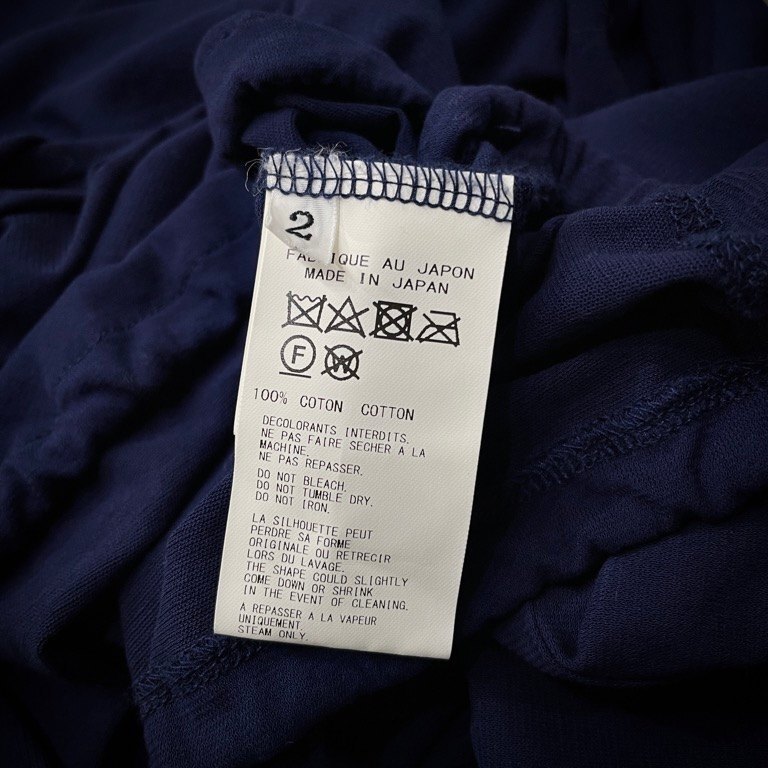 2
FABRIQUE AU JAPON
MADE IN JAPAN
F W
100% COTON COTTON
DECOLORANTS INTERDITS.
NE PAS FAIRE SECHER A LA
MACHINE.
NE PAS REPASSER.
DO NOT BLEACH.
DO NOT TUMBLE DRY.
DO NOT IRON.
LA SILHOUETTE PEUT
PERDRE SA FORME
ORIGINALE OU RETRECIR
LORS DU LAVAGE.
THE SHAPE COULD SLIGHTLY
COME DOWN OR SHRINK
IN THE EVENT OF CLEANING.
A REPASSER A LA VAPEUR
UNIQUEMENT.
STEAM ONLY.